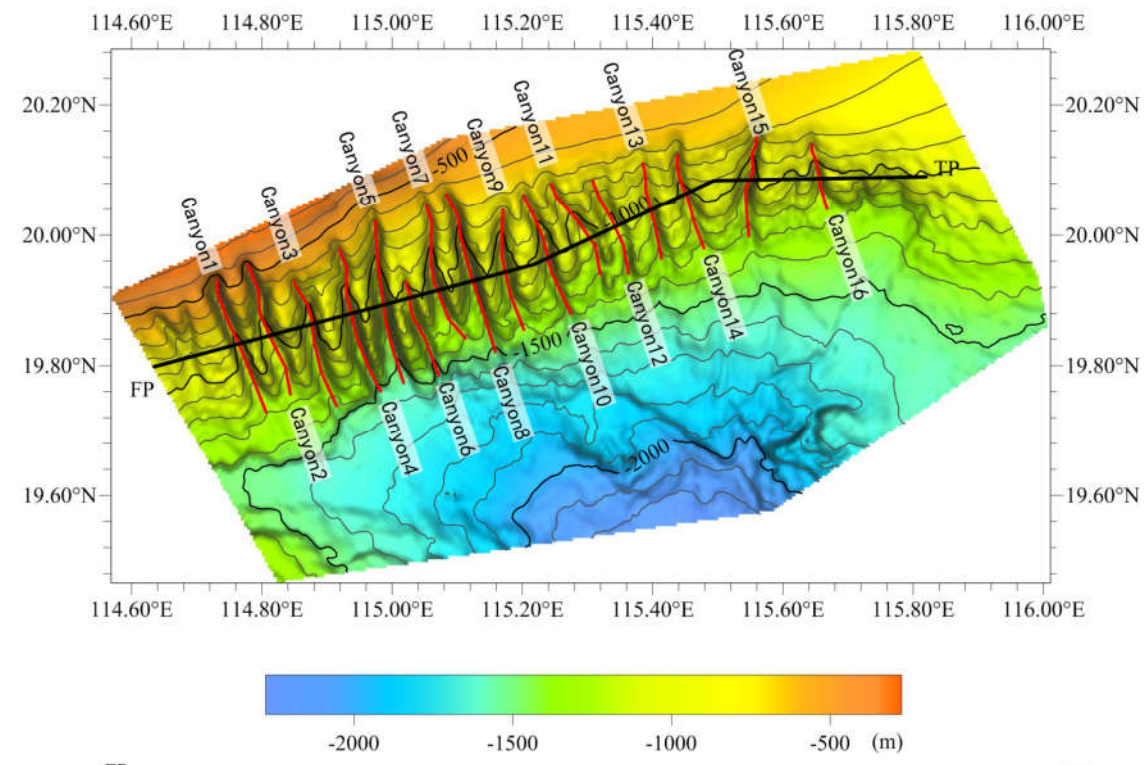 114.60°E 114.80°E 115.00°E 115.20°E 115.40°E 115.60°E 115.80°E 116.00°E
20.20°N 20.20°N
20.00°N 20.00°N
19.80°N 19.80°N
19.60°N 19.60°N
Canyon1
Canyon3
Canyon5
Canyon7
Canyon9
Canyon11
Canyon13
Canyon15
-500
-1000
-1500
-2000
FP
TP
Canyon2
Canyon4
Canyon6
Canyon8
Canyon10
Canyon12
Canyon14
Canyon16
114.60°E 114.80°E 115.00°E 115.20°E 115.40°E 115.60°E 115.80°E 116.00°E
-2000 -1500 -1000 -500 (m)